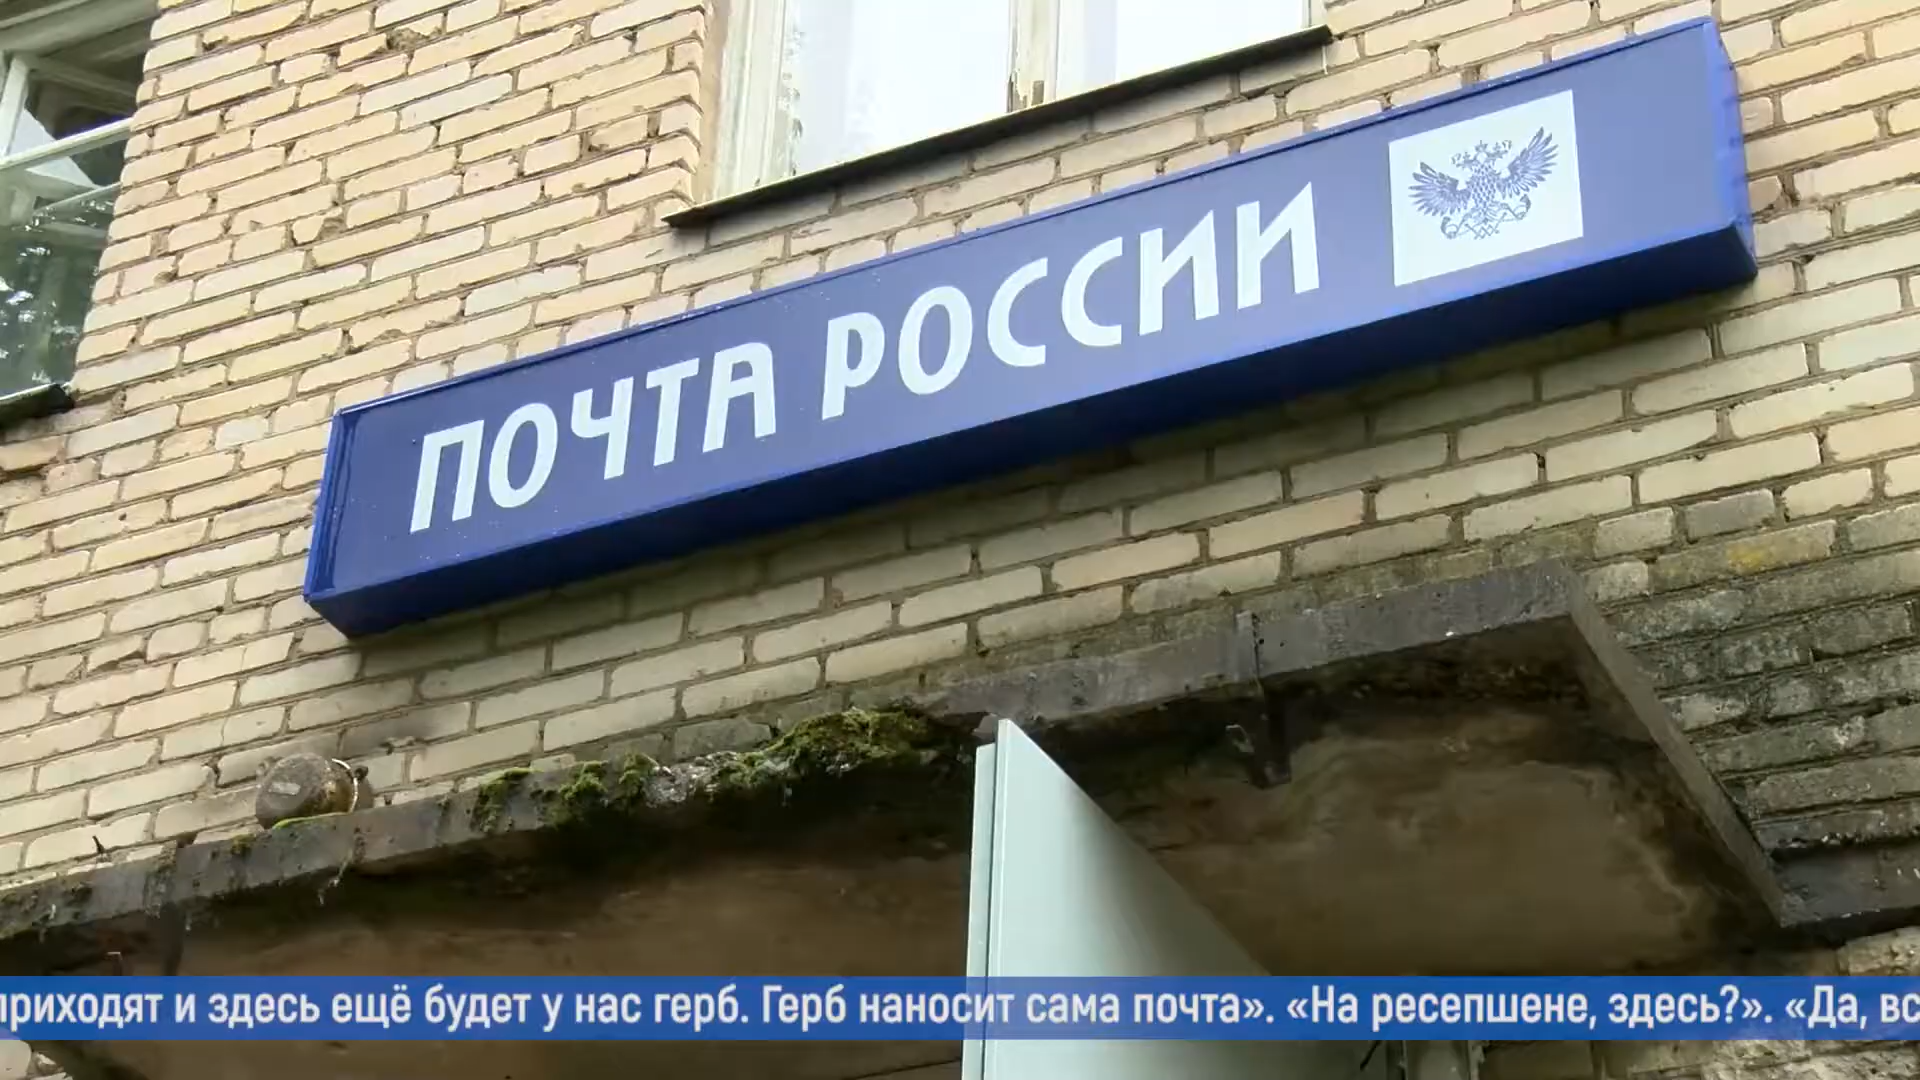 ПОЧТА РОССИИ
приходят и здесь ещё будет у нас герб. Герб наносит сама почта». «На ресепшене, здесь?». «Да, вс